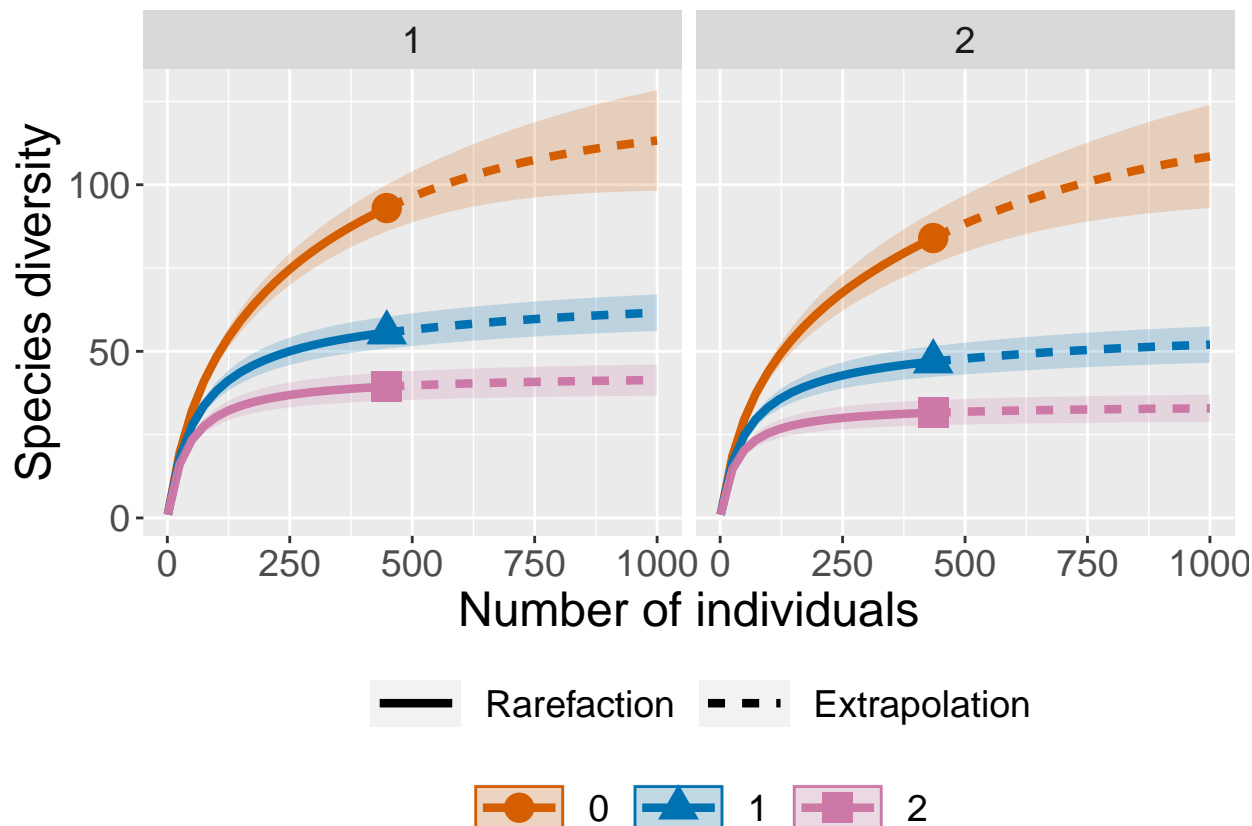 1 2
Species diversity
100
50
0
0 250 500 750 1000 0 250 500 750 1000
Number of individuals
Rarefaction Extrapolation
0 1 2